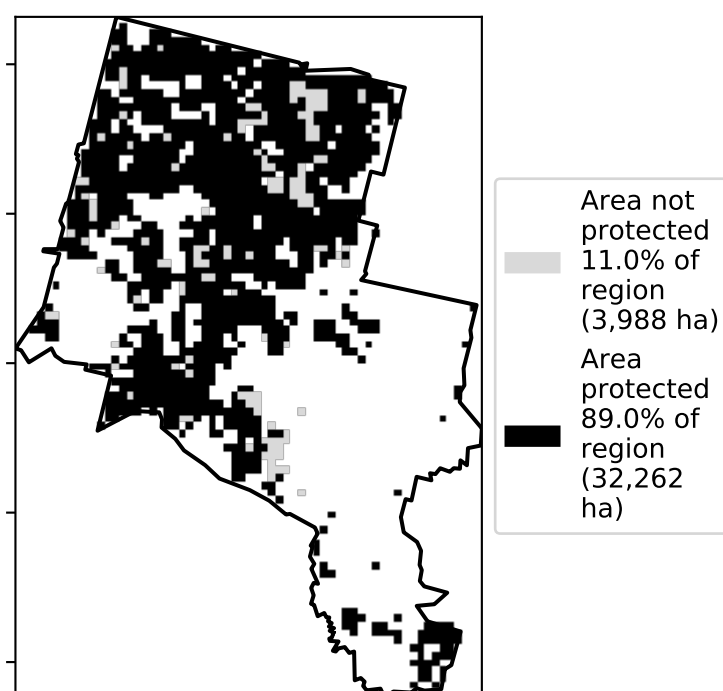 Area not
protected
11.0% of
region
(3,988 ha)
Area
protected
89.0% of
region
(32,262
ha)